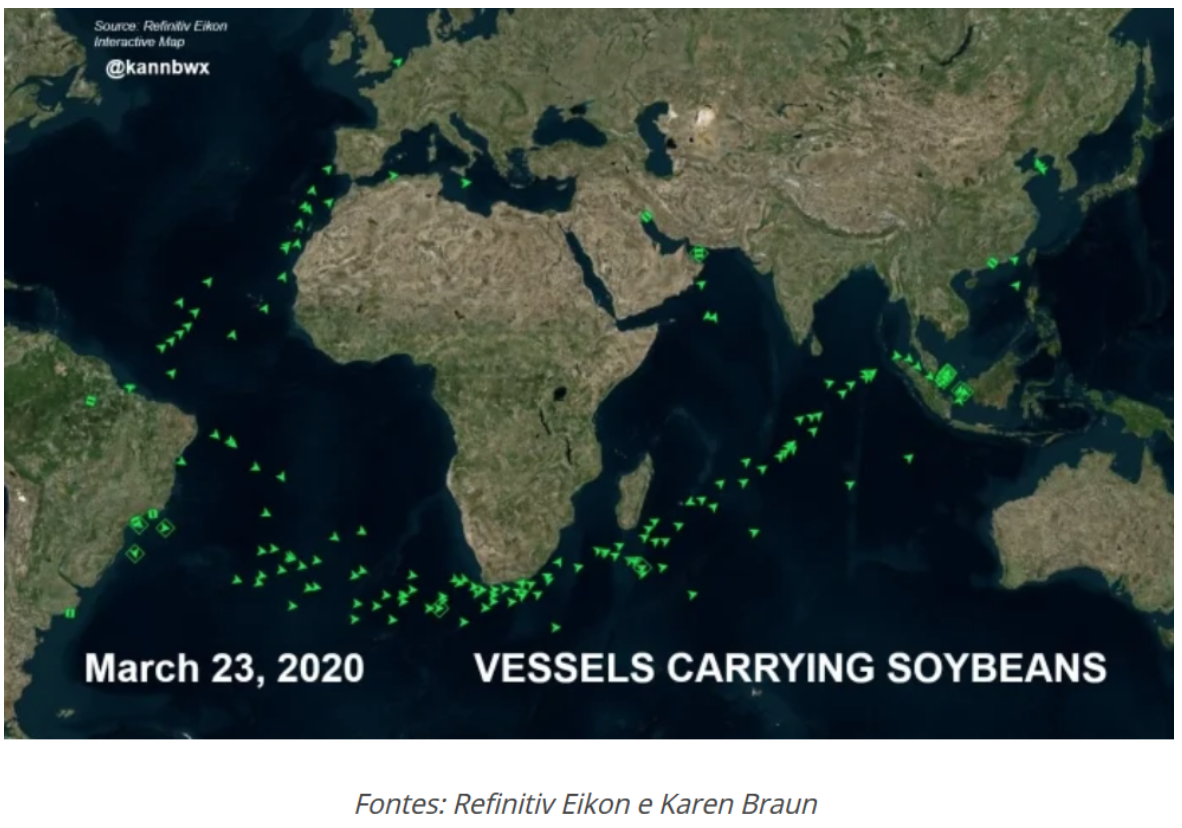 Source: Refinitiv Eikon
Interactive Map
@kannbwx
March 23, 2020
VESSELS CARRYING SOYBEANS
Fontes: Refinitiv Eikon e Karen Braun